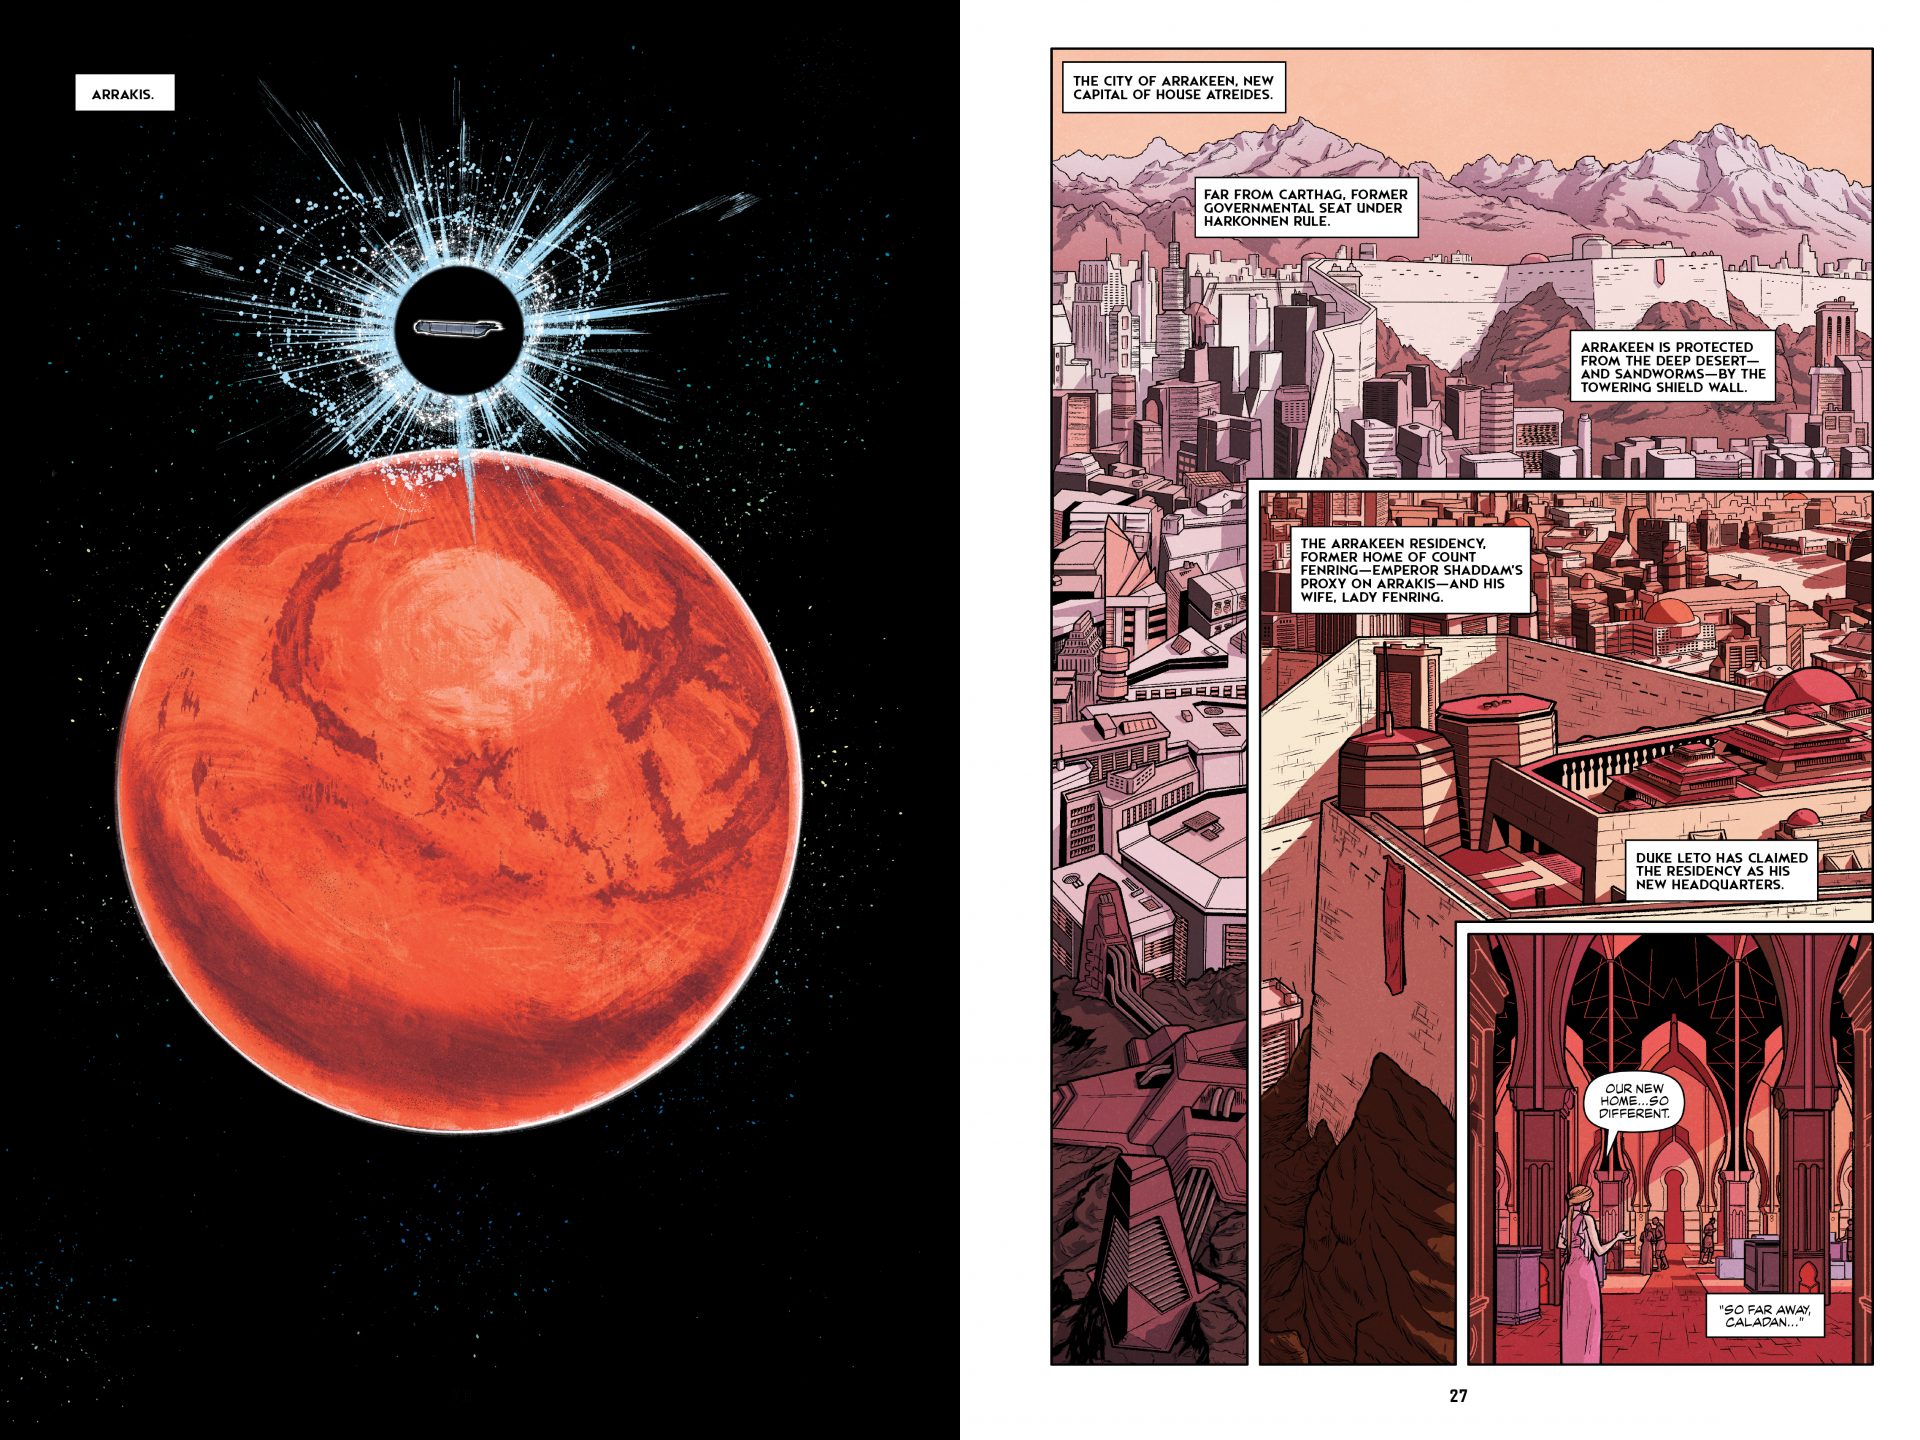 ARRAKIS.
THE CITY OF ARRAKEEN, NEW
CAPITAL OF HOUSE ATREIDES.
FAR FROM CARTHAG, FORMER
GOVERNMENTAL SEAT UNDER
HARKONNEN RULE.
ARRAKEEN IS PROTECTED
FROM THE DEEP DESERT—
AND SANDWORMS—BY THE
TOWERING SHIELD WALL.
THE ARRAKEEN RESIDENCY,
FORMER HOME OF COUNT
FENRING—EMPEROR SHADDAM'S
PROXY ON ARRAKIS—AND HIS
WIFE, LADY FENRING.
DUKE LETO HAS CLAIMED
THE RESIDENCY AS HIS
NEW HEADQUARTERS.
OUR NEW
HOME...SO
DIFFERENT.
"SO FAR AWAY,
CALADAN..."
27